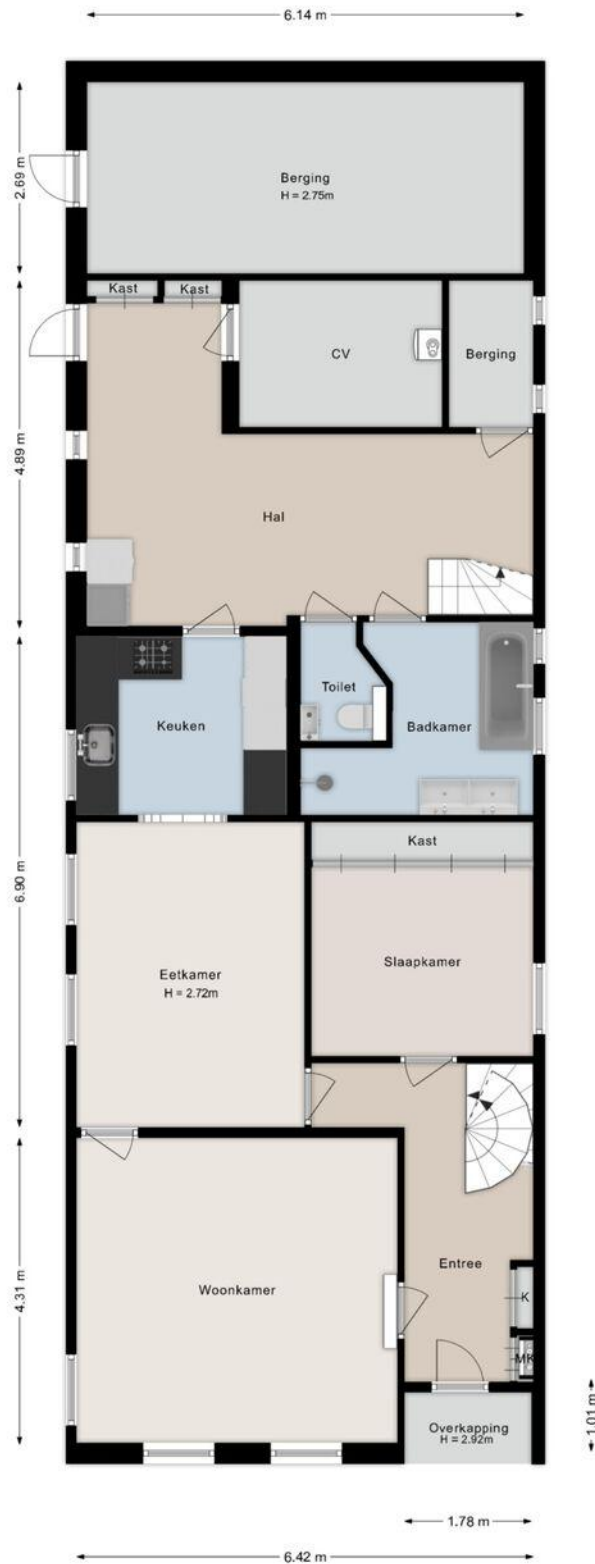 6.14 m
2.69 m
Berging
H = 2.75m
Kast
Kast
CV
Berging
4.89 m
Hal
Toilet
Keuken
Badkamer
Kast
6.90 m
Slaapkamer
Eetkamer
H = 2.72m
Entree
K
Woonkamer
4.31 m
MK
1.01 m
Overkapping
H = 2.92m
1.78 m
6.42 m